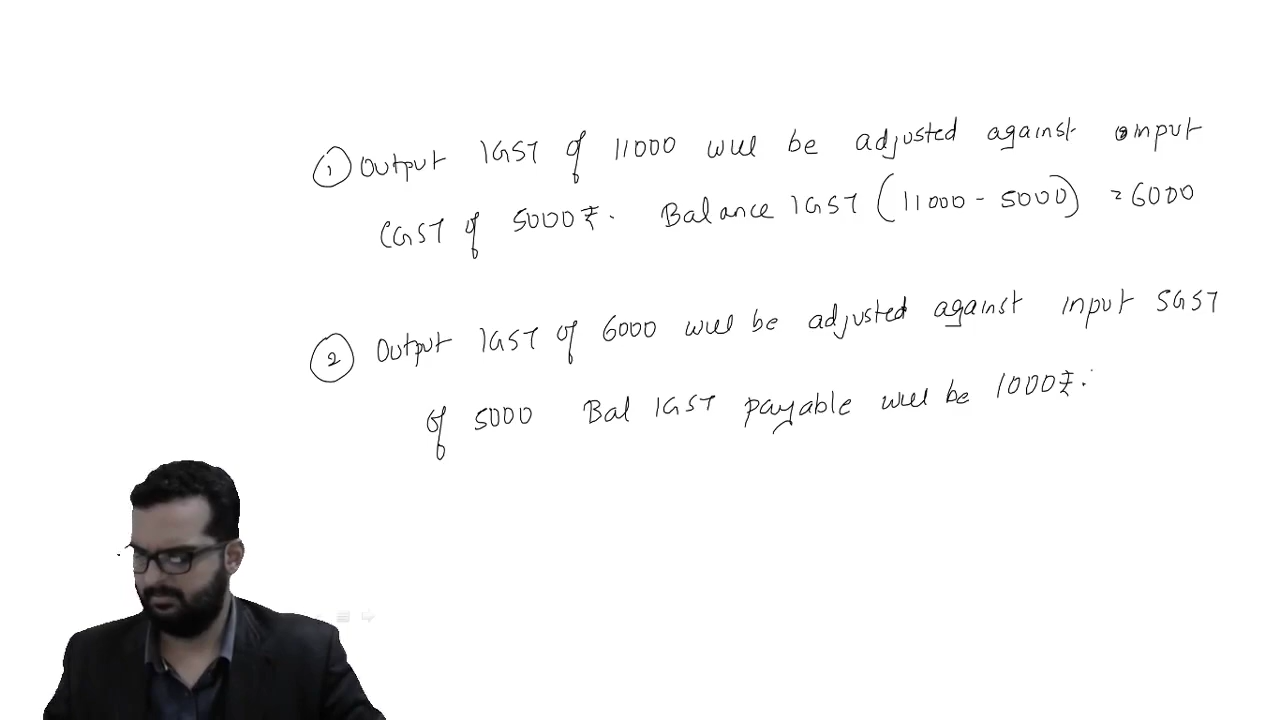 ① Output IGST of 11000 will be adjusted against input
CGST of 5000₹. Balance IGST (11000 - 5000) = 6000
② Output IGST of 6000 will be adjusted against input SGST
of 5000 Bal IGST payable will be 1000₹.